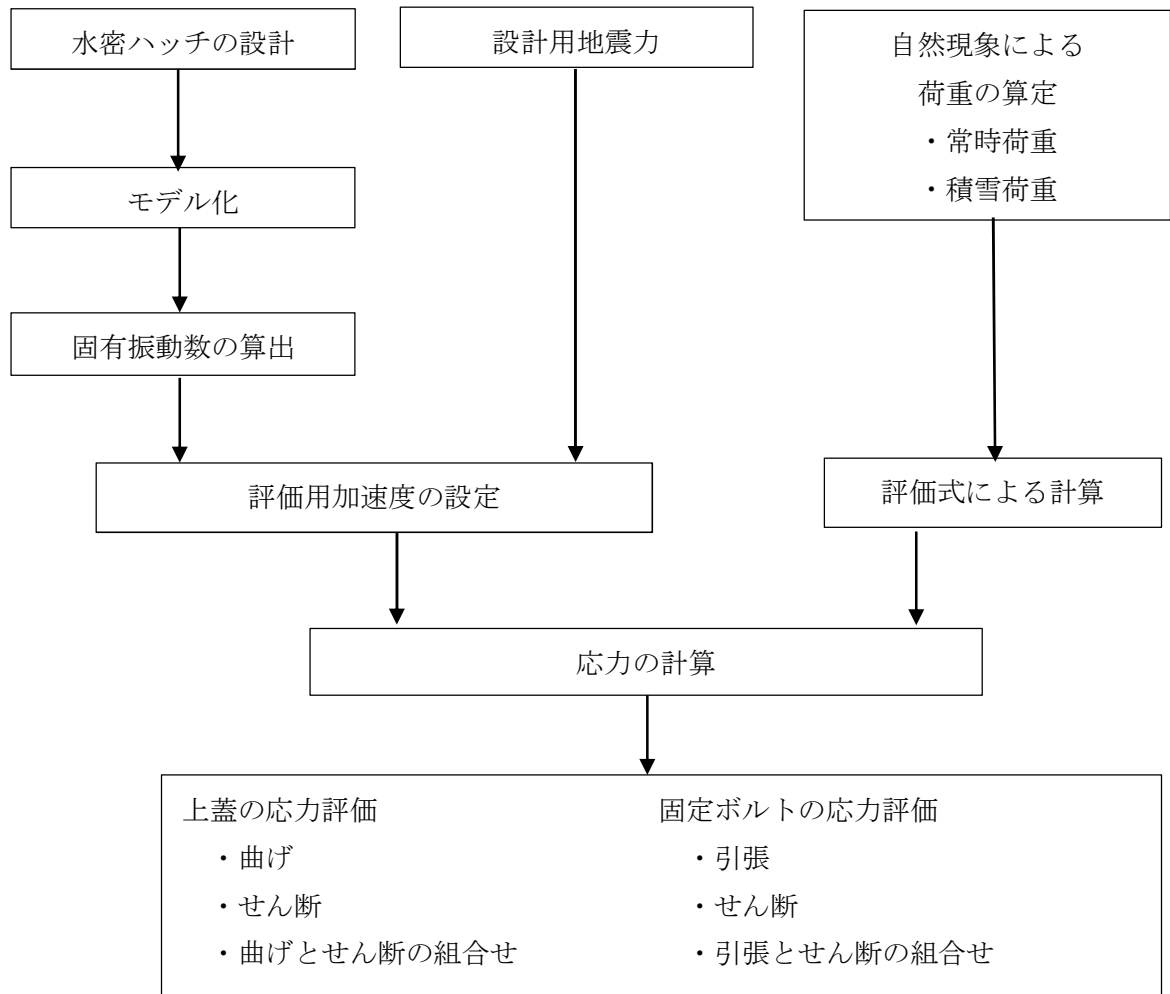 水密ハッチの設計
設計用地震力
自然現象による
荷重の算定
・常時荷重
・積雪荷重
モデル化
固有振動数の算出
評価用加速度の設定
評価式による計算
応力の計算
上蓋の応力評価
・曲げ
・せん断
・曲げとせん断の組合せ
固定ボルトの応力評価
・引張
・せん断
・引張とせん断の組合せ